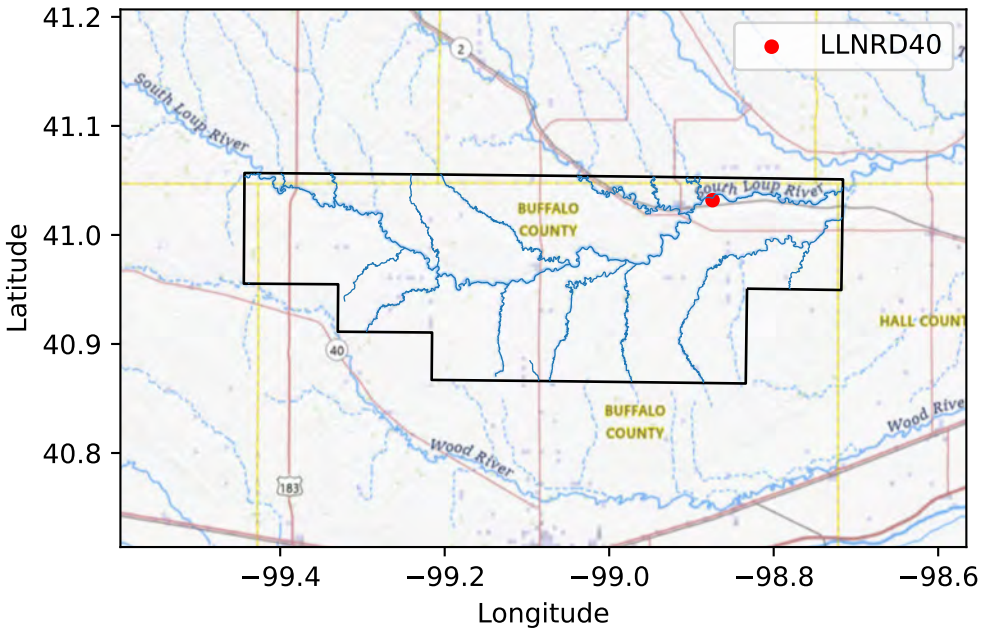 41.2
41.1
41.0
40.9
40.8
Latitude
−99.4
−99.2
−99.0
−98.8
−98.6
Longitude
LLNRD40
2
South Loup River
South Loup River
BUFFALO
COUNTY
HALL COUNT
40
BUFFALO
COUNTY
Wood River
Wood Rive
183